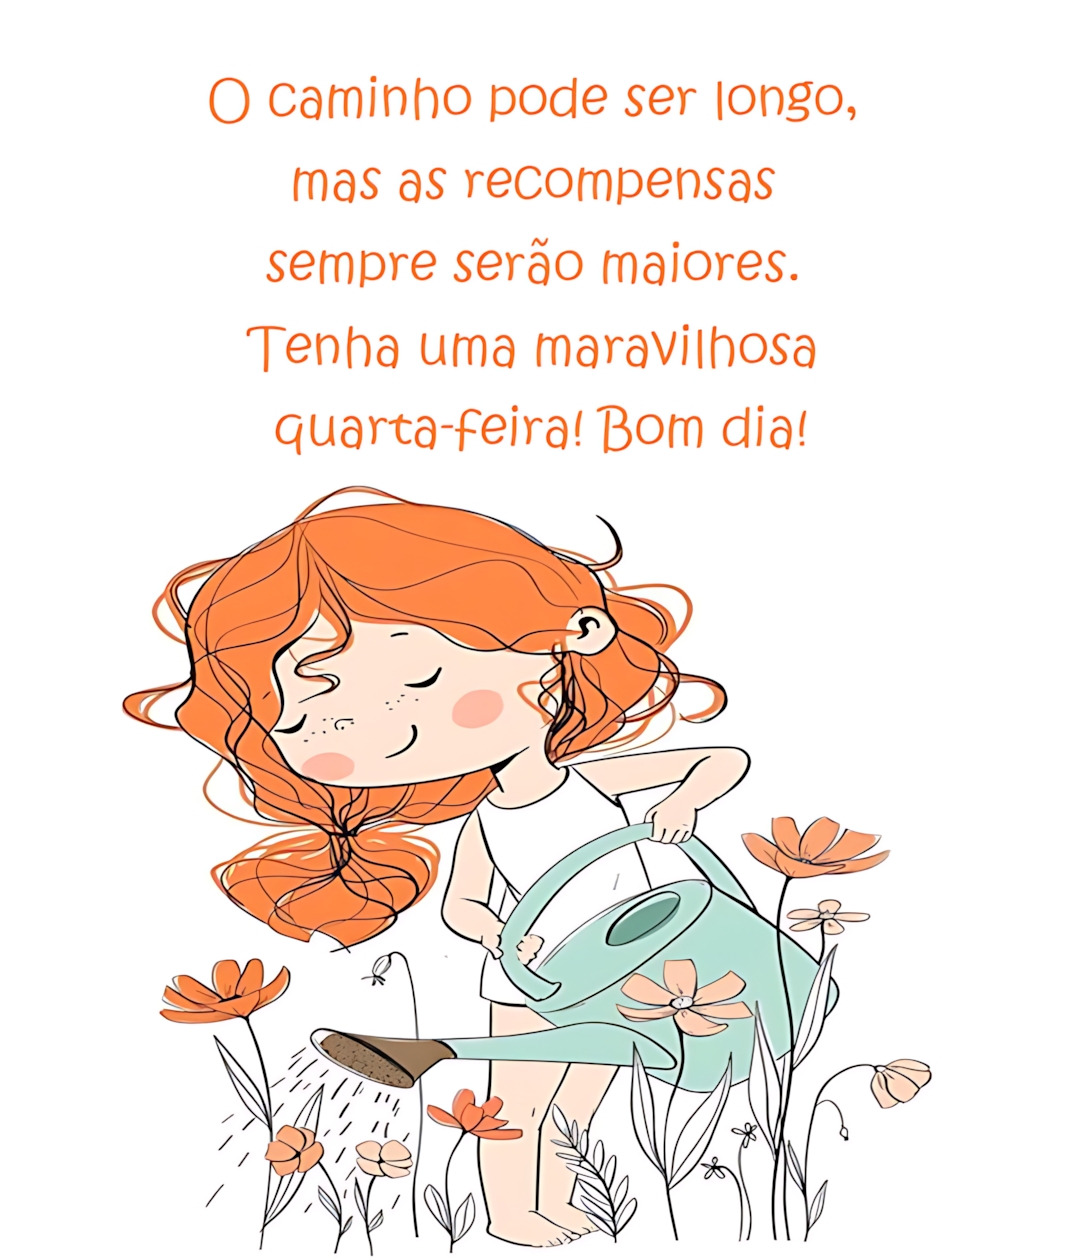 O caminho pode ser longo,
mas as recompensas
sempre serão maiores.
Tenha uma maravilhosa
quarta-feira! Bom dia!